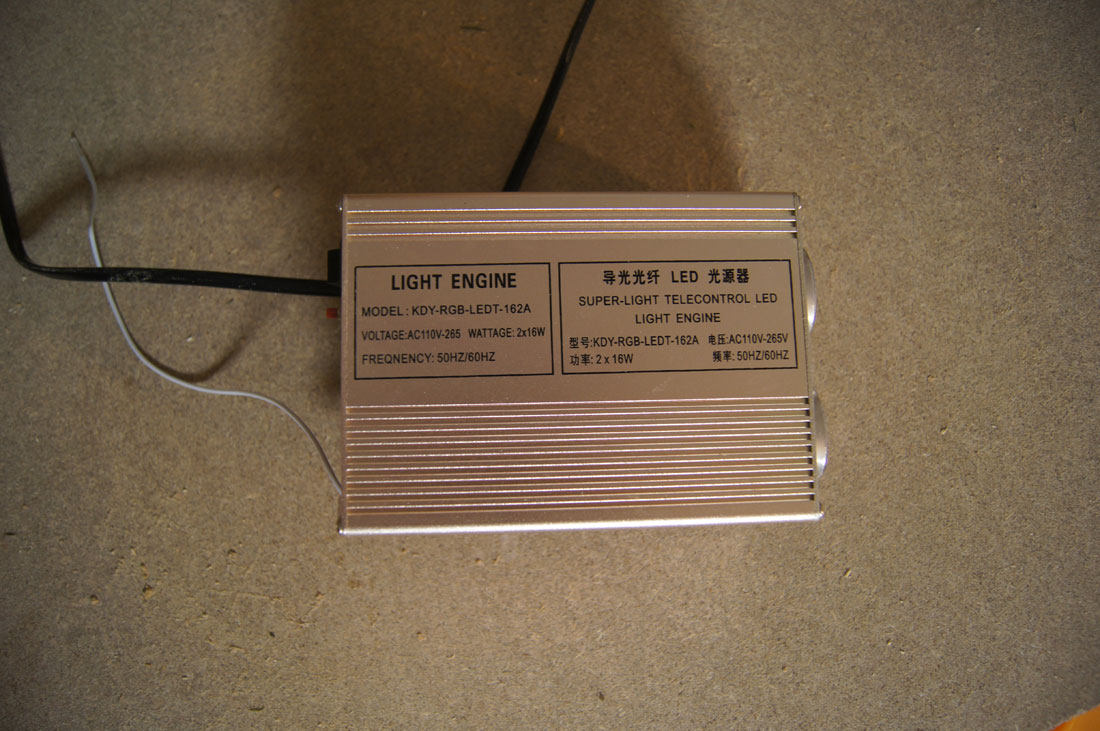 LIGHT ENGINE
MODEL: KDY-RGB-LEDT-162A
VOLTAGE:AC110V-265 WATTAGE: 2x16W
FREQNENCY: 50HZ/60HZ
导光光纤 LED 光源器
SUPER-LIGHT TELECONTROL LED
LIGHT ENGINE
型号:KDY-RGB-LEDT-162A 电压:AC110V-265V
功率: 2 x 16W 频率: 50HZ/60HZ